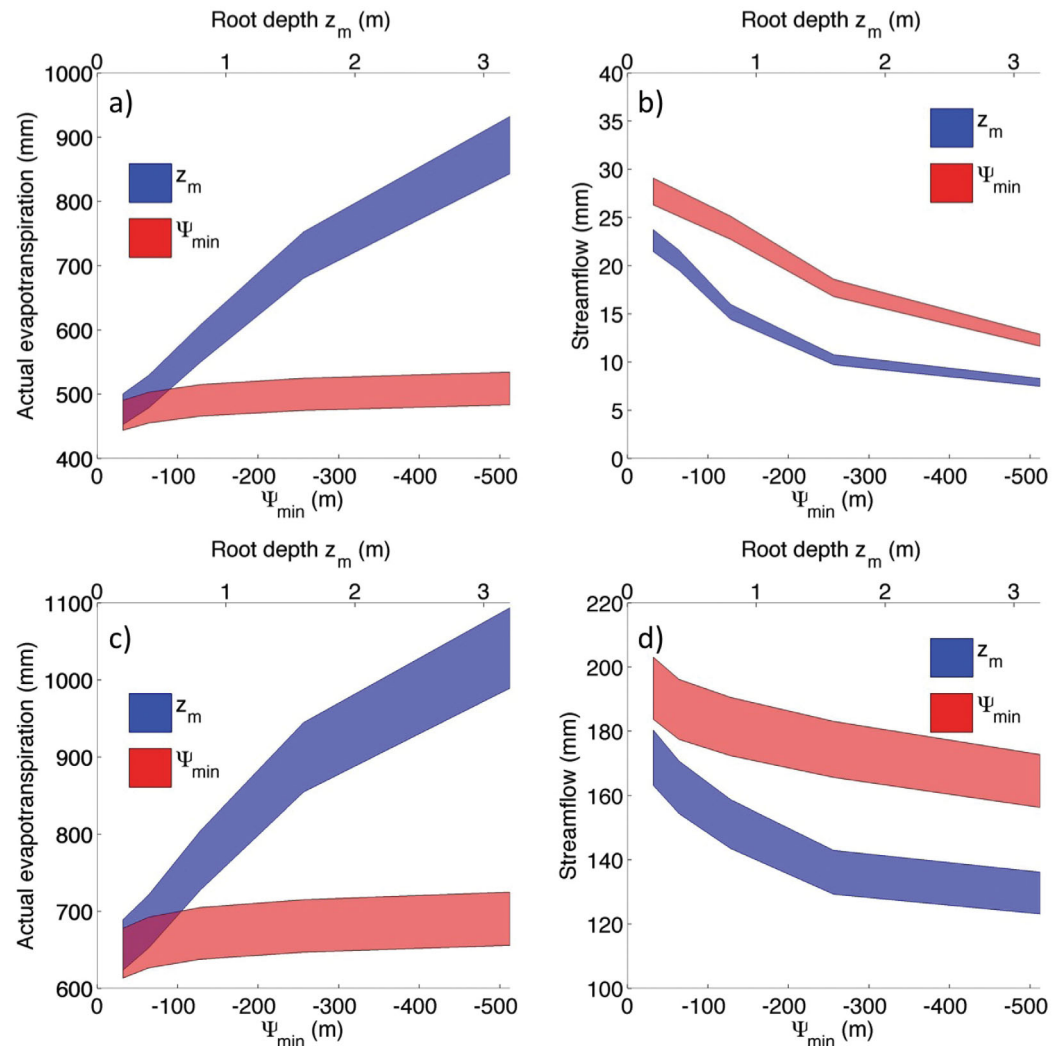 Root depth z_m (m)
0 1 2 3
1000
900
800
700
600
500
400
Actual evapotranspiration (mm)
a)
z_m
Ψ_min
0 -100 -200 -300 -400 -500
Ψ_min (m)
Root depth z_m (m)
0 1 2 3
40
35
30
25
20
15
10
5
0
Streamflow (mm)
b)
z_m
Ψ_min
0 -100 -200 -300 -400 -500
Ψ_min (m)
Root depth z_m (m)
0 1 2 3
1100
1000
900
800
700
600
Actual evapotranspiration (mm)
c)
z_m
Ψ_min
0 -100 -200 -300 -400 -500
Ψ_min (m)
Root depth z_m (m)
0 1 2 3
220
200
180
160
140
120
100
Streamflow (mm)
d)
z_m
Ψ_min
0 -100 -200 -300 -400 -500
Ψ_min (m)